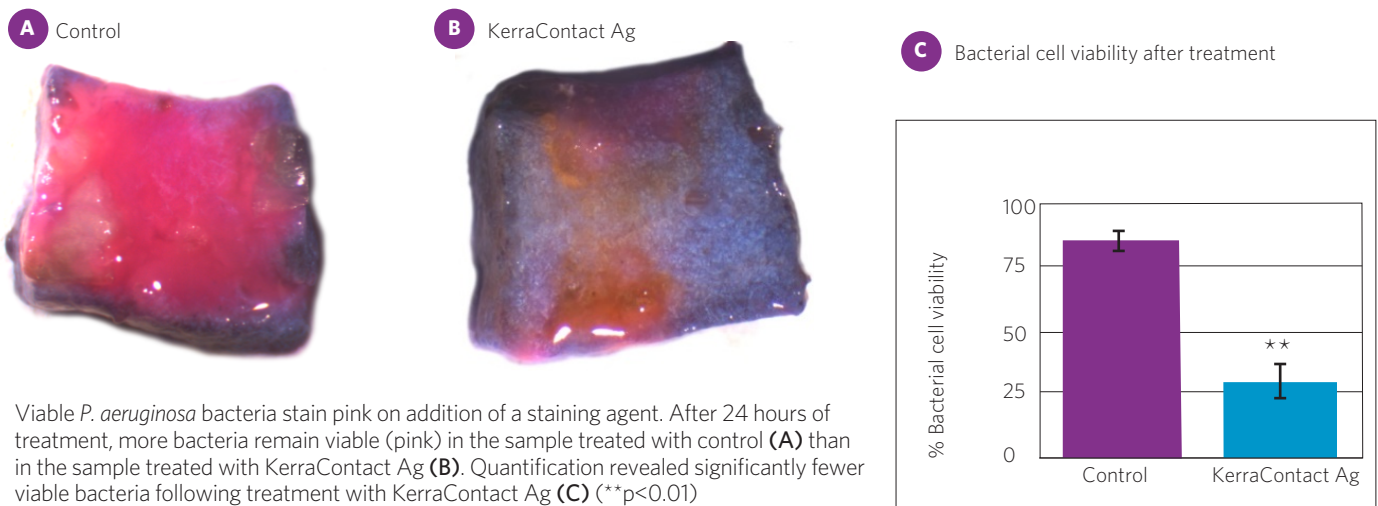 A Control
B KerraContact Ag
C Bacterial cell viability after treatment
Viable P. aeruginosa bacteria stain pink on addition of a staining agent. After 24 hours of
treatment, more bacteria remain viable (pink) in the sample treated with control (A) than
in the sample treated with KerraContact Ag (B). Quantification revealed significantly fewer
viable bacteria following treatment with KerraContact Ag (C) (**p<0.01)
% Bacterial cell viability
100
75
50
25
0
**
Control
KerraContact Ag